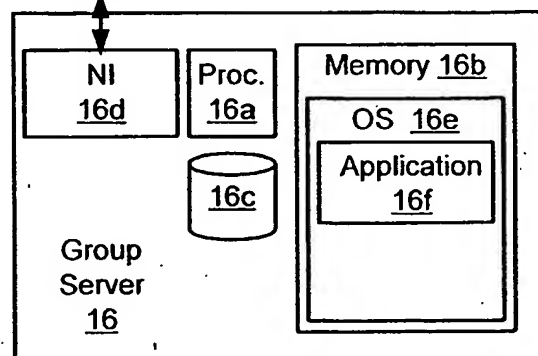 NI
16d
Proc.
16a
Memory 16b
OS 16e
Application
16f
16c
Group
Server
16